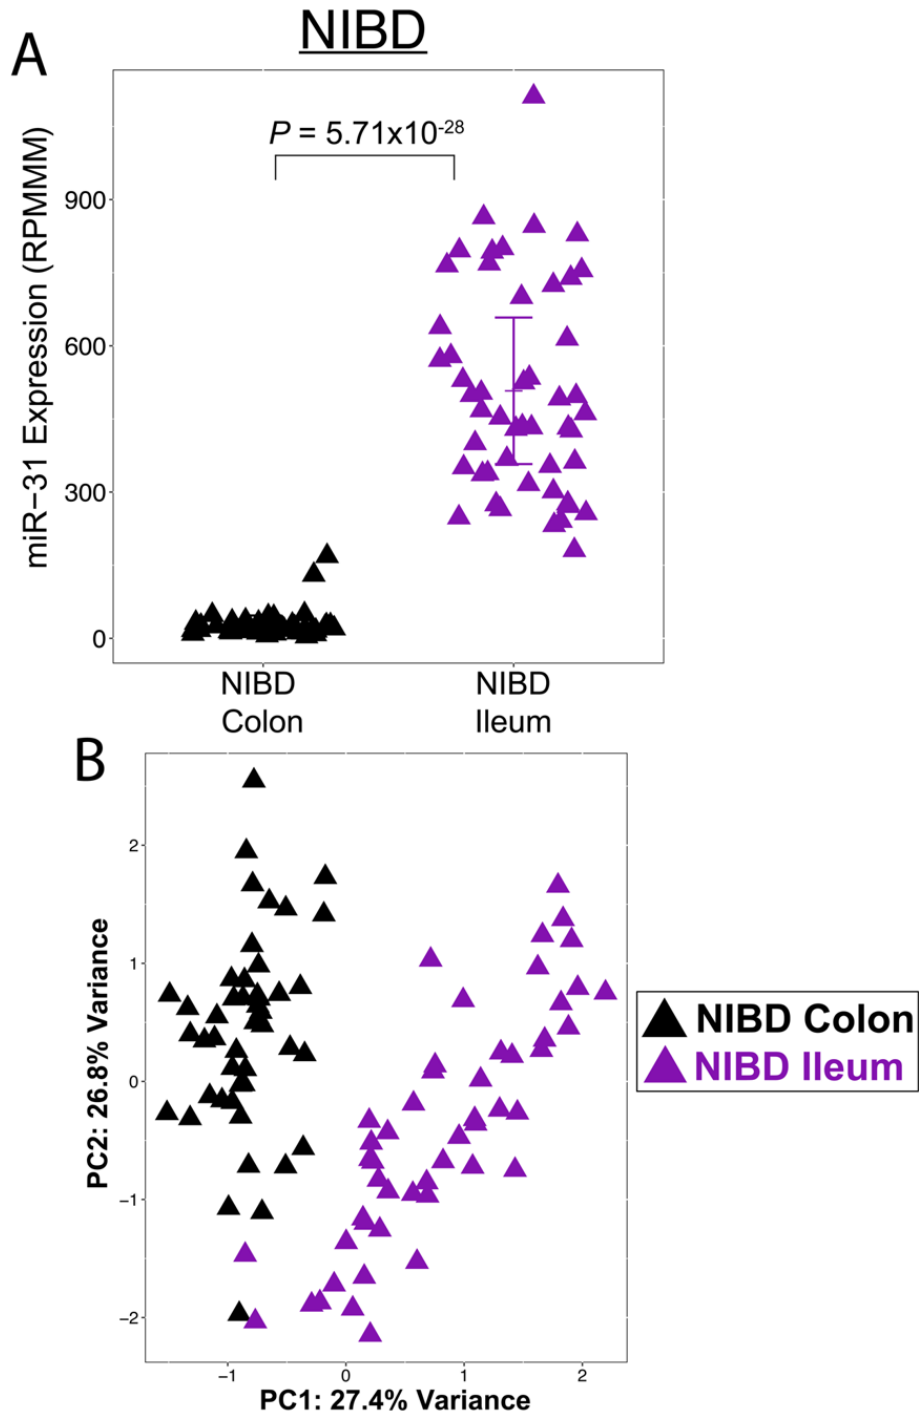 A
NIBD
miR−31 Expression (RPMMM)
P = 5.71x10-28
900
600
300
0
NIBD
Colon
NIBD
Ileum
B
PC2: 26.8% Variance
2
1
0
−1
−2
−1
0
1
2
PC1: 27.4% Variance
NIBD Colon
NIBD Ileum